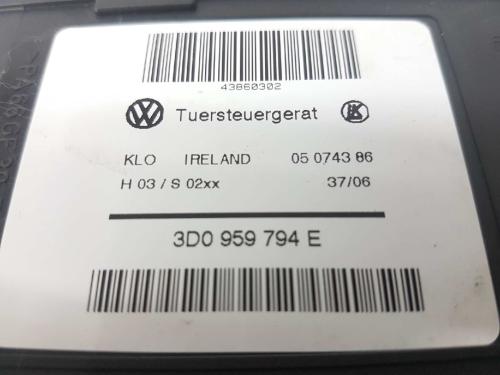 43860302
Tuersteuergerat
KLO IRELAND 05 0743 86
H 03 / S 02xx 37/06
3D0 959 794 E